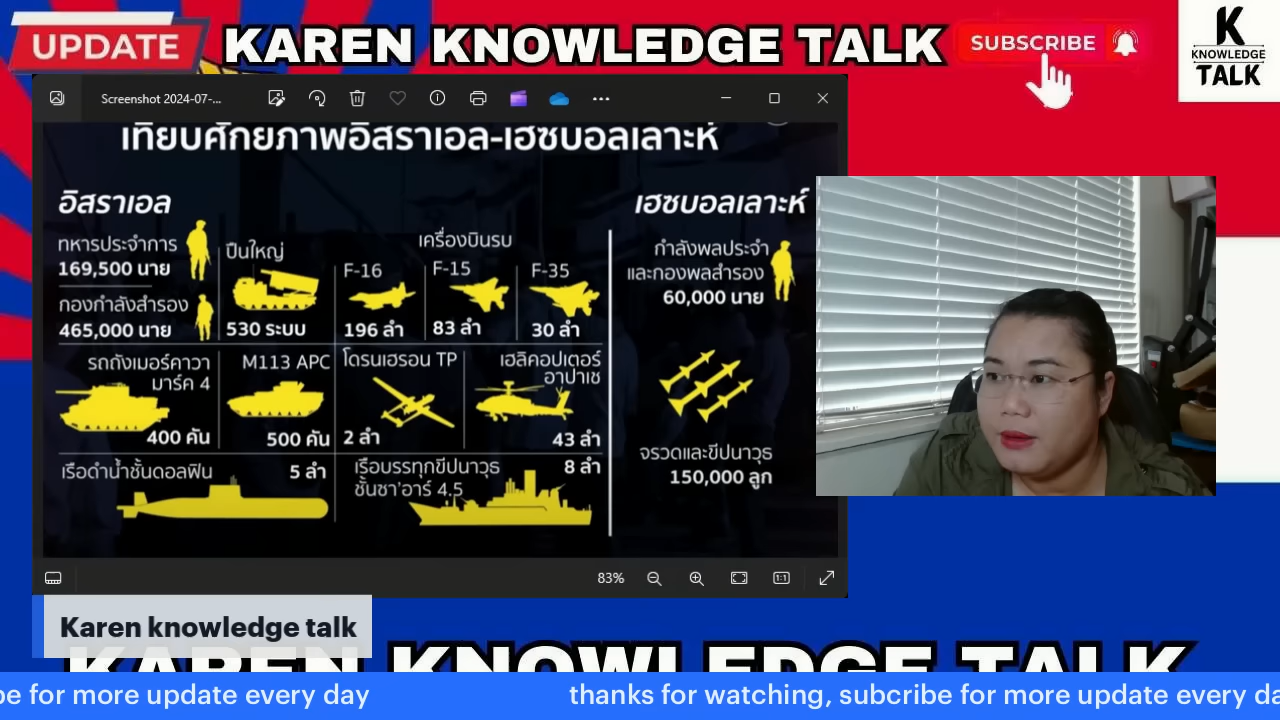 UPDATE
KAREN KNOWLEDGE TALK
SUBSCRIBE
K
KNOWLEDGE
TALK
Screenshot 2024-07-...
เทียบศักยภาพอิสราเอล-เฮซบอลเลาะห์
อิสราเอล
เฮซบอลเลาะห์
ทหารประจำการ
169,500 นาย
กองกำลังสำรอง
465,000 นาย
ปืนใหญ่
530 ระบบ
เครื่องบินรบ
F-16
196 ลำ
F-15
83 ลำ
F-35
30 ลำ
กำลังพลประจำ
และกองพลสำรอง
60,000 นาย
รถถังเมอร์คาวา
มาร์ค 4
400 คัน
M113 APC
500 คัน
โดรนเฮรอน TP
2 ลำ
เฮลิคอปเตอร์
อาปาเช
43 ลำ
จรวดและขีปนาวุธ
150,000 ลูก
เรือดำน้ำชั้นดอลฟิน
5 ลำ
เรือบรรทุกขีปนาวุธ
ชั้นซา'อาร์ 4.5
8 ลำ
83%
1:1
Karen knowledge talk
KAREN KNOWLEDGE TALK
be for more update every day
thanks for watching, subcribe for more update every da